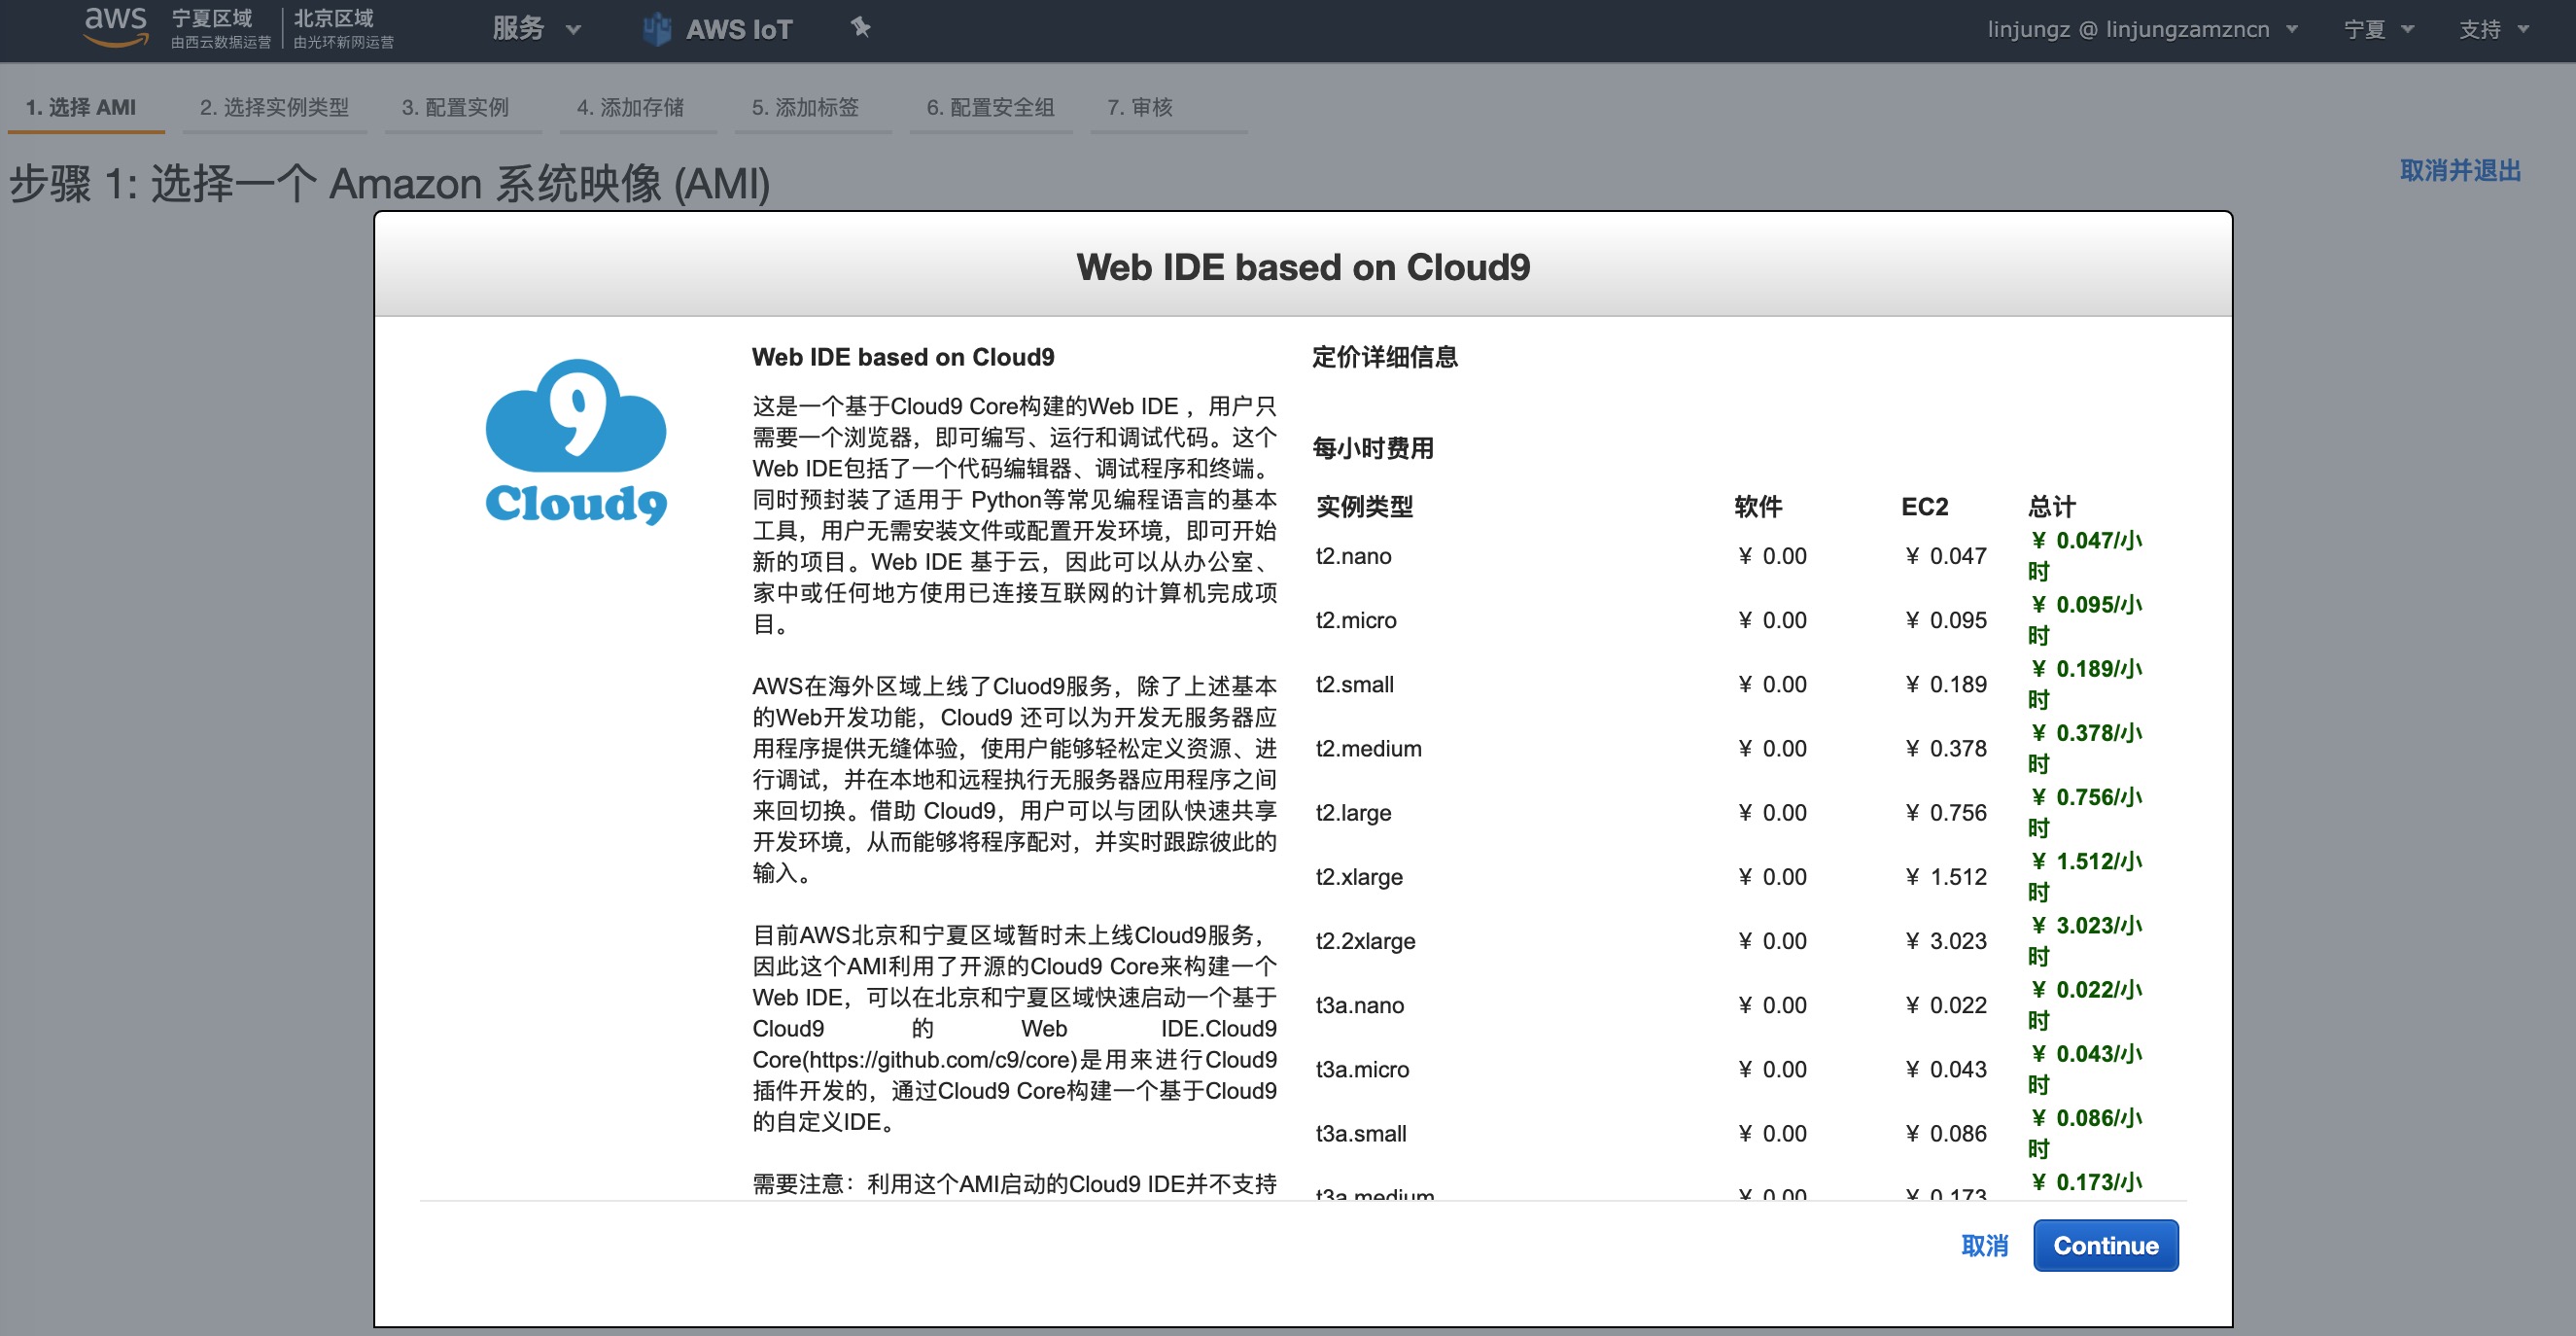 aws 宁夏区域 北京区域
由西云数据运营 由光环新网运营
服务 AWS IoT linjungz @ linjungzamzncn 宁夏 支持
1. 选择 AMI 2. 选择实例类型 3. 配置实例 4. 添加存储 5. 添加标签 6. 配置安全组 7. 审核
步骤 1: 选择一个 Amazon 系统映像 (AMI)
取消并退出
Web IDE based on Cloud9
9
Cloud9
Web IDE based on Cloud9
这是一个基于Cloud9 Core构建的Web IDE ，用户只
需要一个浏览器，即可编写、运行和调试代码。这个
Web IDE包括了一个代码编辑器、调试程序和终端。
同时预封装了适用于 Python等常见编程语言的基本
工具，用户无需安装文件或配置开发环境，即可开始
新的项目。Web IDE 基于云，因此可以从办公室、
家中或任何地方使用已连接互联网的计算机完成项
目。
AWS在海外区域上线了Cluod9服务，除了上述基本
的Web开发功能，Cloud9 还可以为开发无服务器应
用程序提供无缝体验，使用户能够轻松定义资源、进
行调试，并在本地和远程执行无服务器应用程序之间
来回切换。借助 Cloud9，用户可以与团队快速共享
开发环境，从而能够将程序配对，并实时跟踪彼此的
输入。
目前AWS北京和宁夏区域暂时未上线Cloud9服务，
因此这个AMI利用了开源的Cloud9 Core来构建一个
Web IDE，可以在北京和宁夏区域快速启动一个基于
Cloud9 的 Web IDE.Cloud9
Core(https://github.com/c9/core)是用来进行Cloud9
插件开发的，通过Cloud9 Core构建一个基于Cloud9
的自定义IDE。
需要注意：利用这个AMI启动的Cloud9 IDE并不支持
定价详细信息
每小时费用
实例类型 软件 EC2 总计
t2.nano ¥ 0.00 ¥ 0.047 ¥ 0.047/小
时
t2.micro ¥ 0.00 ¥ 0.095 ¥ 0.095/小
时
t2.small ¥ 0.00 ¥ 0.189 ¥ 0.189/小
时
t2.medium ¥ 0.00 ¥ 0.378 ¥ 0.378/小
时
t2.large ¥ 0.00 ¥ 0.756 ¥ 0.756/小
时
t2.xlarge ¥ 0.00 ¥ 1.512 ¥ 1.512/小
时
t2.2xlarge ¥ 0.00 ¥ 3.023 ¥ 3.023/小
时
t3a.nano ¥ 0.00 ¥ 0.022 ¥ 0.022/小
时
t3a.micro ¥ 0.00 ¥ 0.043 ¥ 0.043/小
时
t3a.small ¥ 0.00 ¥ 0.086 ¥ 0.086/小
时
t3a.medium ¥ 0.00 ¥ 0.173 ¥ 0.173/小
取消 Continue